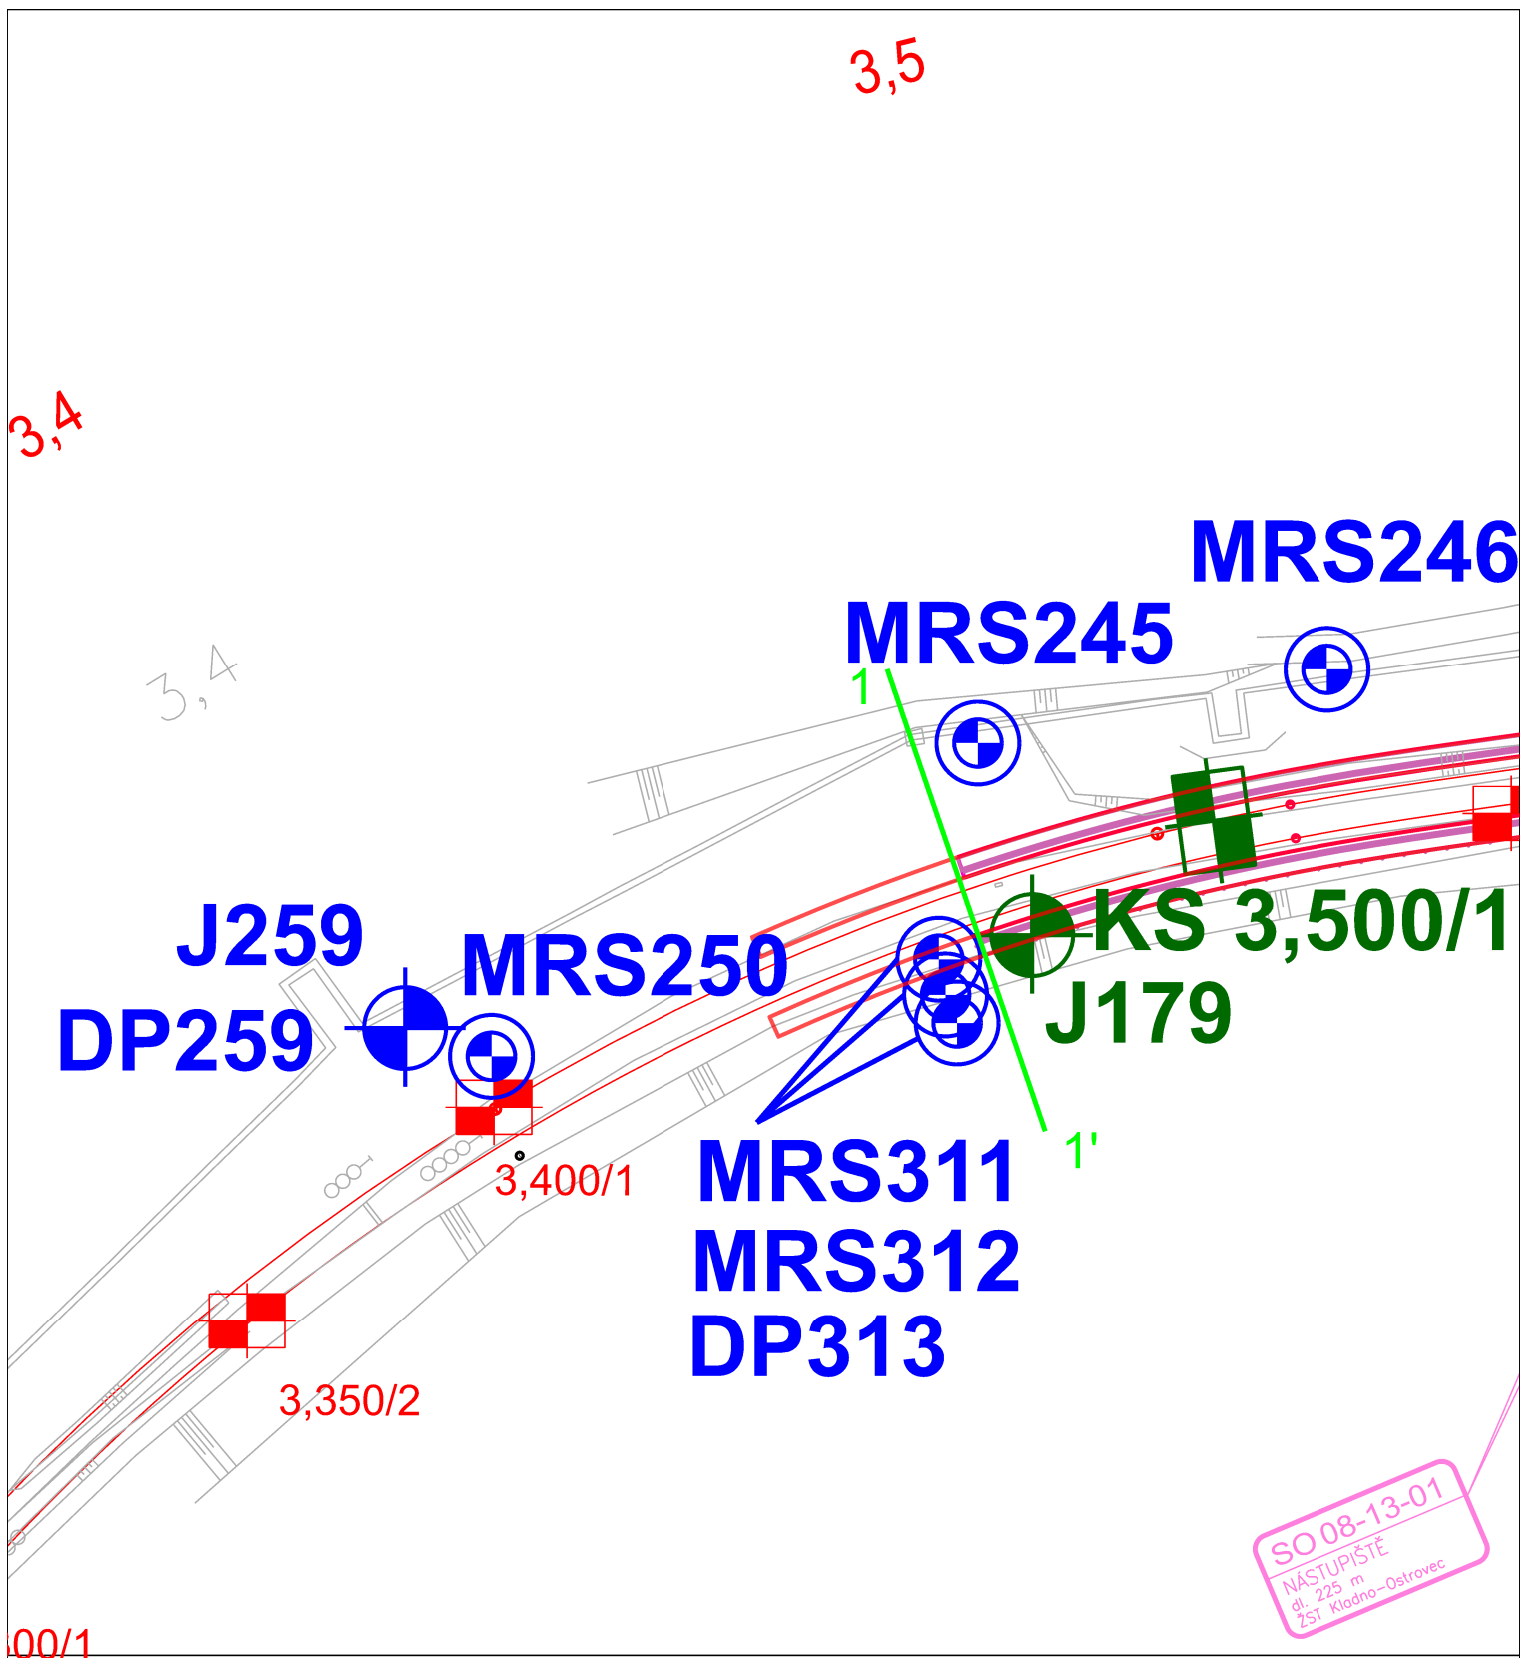 3,5
3,4
MRS246
MRS245
1
3,4
KS 3,500/1
J259
MRS250
J179
DP259
1'
MRS311
3,400/1
MRS312
DP313
3,350/2
SO 08-13-01
NÁSTUPIŠTĚ
dl. 225 m
ŽST Kladno-Ostrovec
00/1